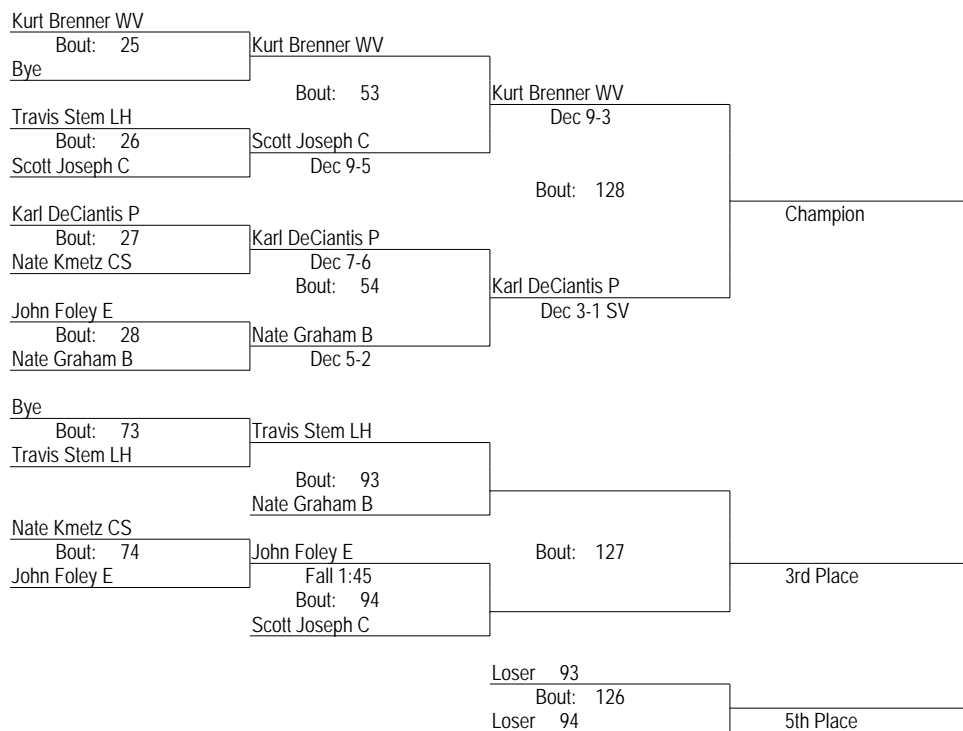 Kurt Brenner WV
Bout: 25
Bye
Kurt Brenner WV
Bout: 53
Travis Stem LH
Bout: 26
Scott Joseph C
Scott Joseph C
Dec 9-5
Kurt Brenner WV
Dec 9-3
Bout: 128
Champion
Karl DeCiantis P
Bout: 27
Nate Kmetz CS
Karl DeCiantis P
Dec 7-6
Bout: 54
John Foley E
Bout: 28
Nate Graham B
Nate Graham B
Dec 5-2
Karl DeCiantis P
Dec 3-1 SV
Bye
Bout: 73
Travis Stem LH
Travis Stem LH
Bout: 93
Nate Graham B
Nate Kmetz CS
Bout: 74
John Foley E
John Foley E
Fall 1:45
Bout: 94
Scott Joseph C
Bout: 127
3rd Place
Loser 93
Bout: 126
Loser 94
5th Place